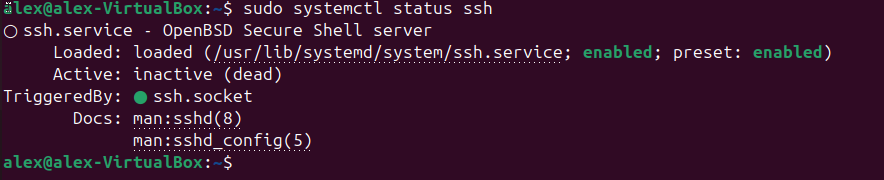 alex@alex-VirtualBox:~$ sudo systemctl status ssh
○ ssh.service - OpenBSD Secure Shell server
     Loaded: loaded (/usr/lib/systemd/system/ssh.service; enabled; preset: enabled)
     Active: inactive (dead)
TriggeredBy: ● ssh.socket
       Docs: man:sshd(8)
             man:sshd_config(5)
alex@alex-VirtualBox:~$